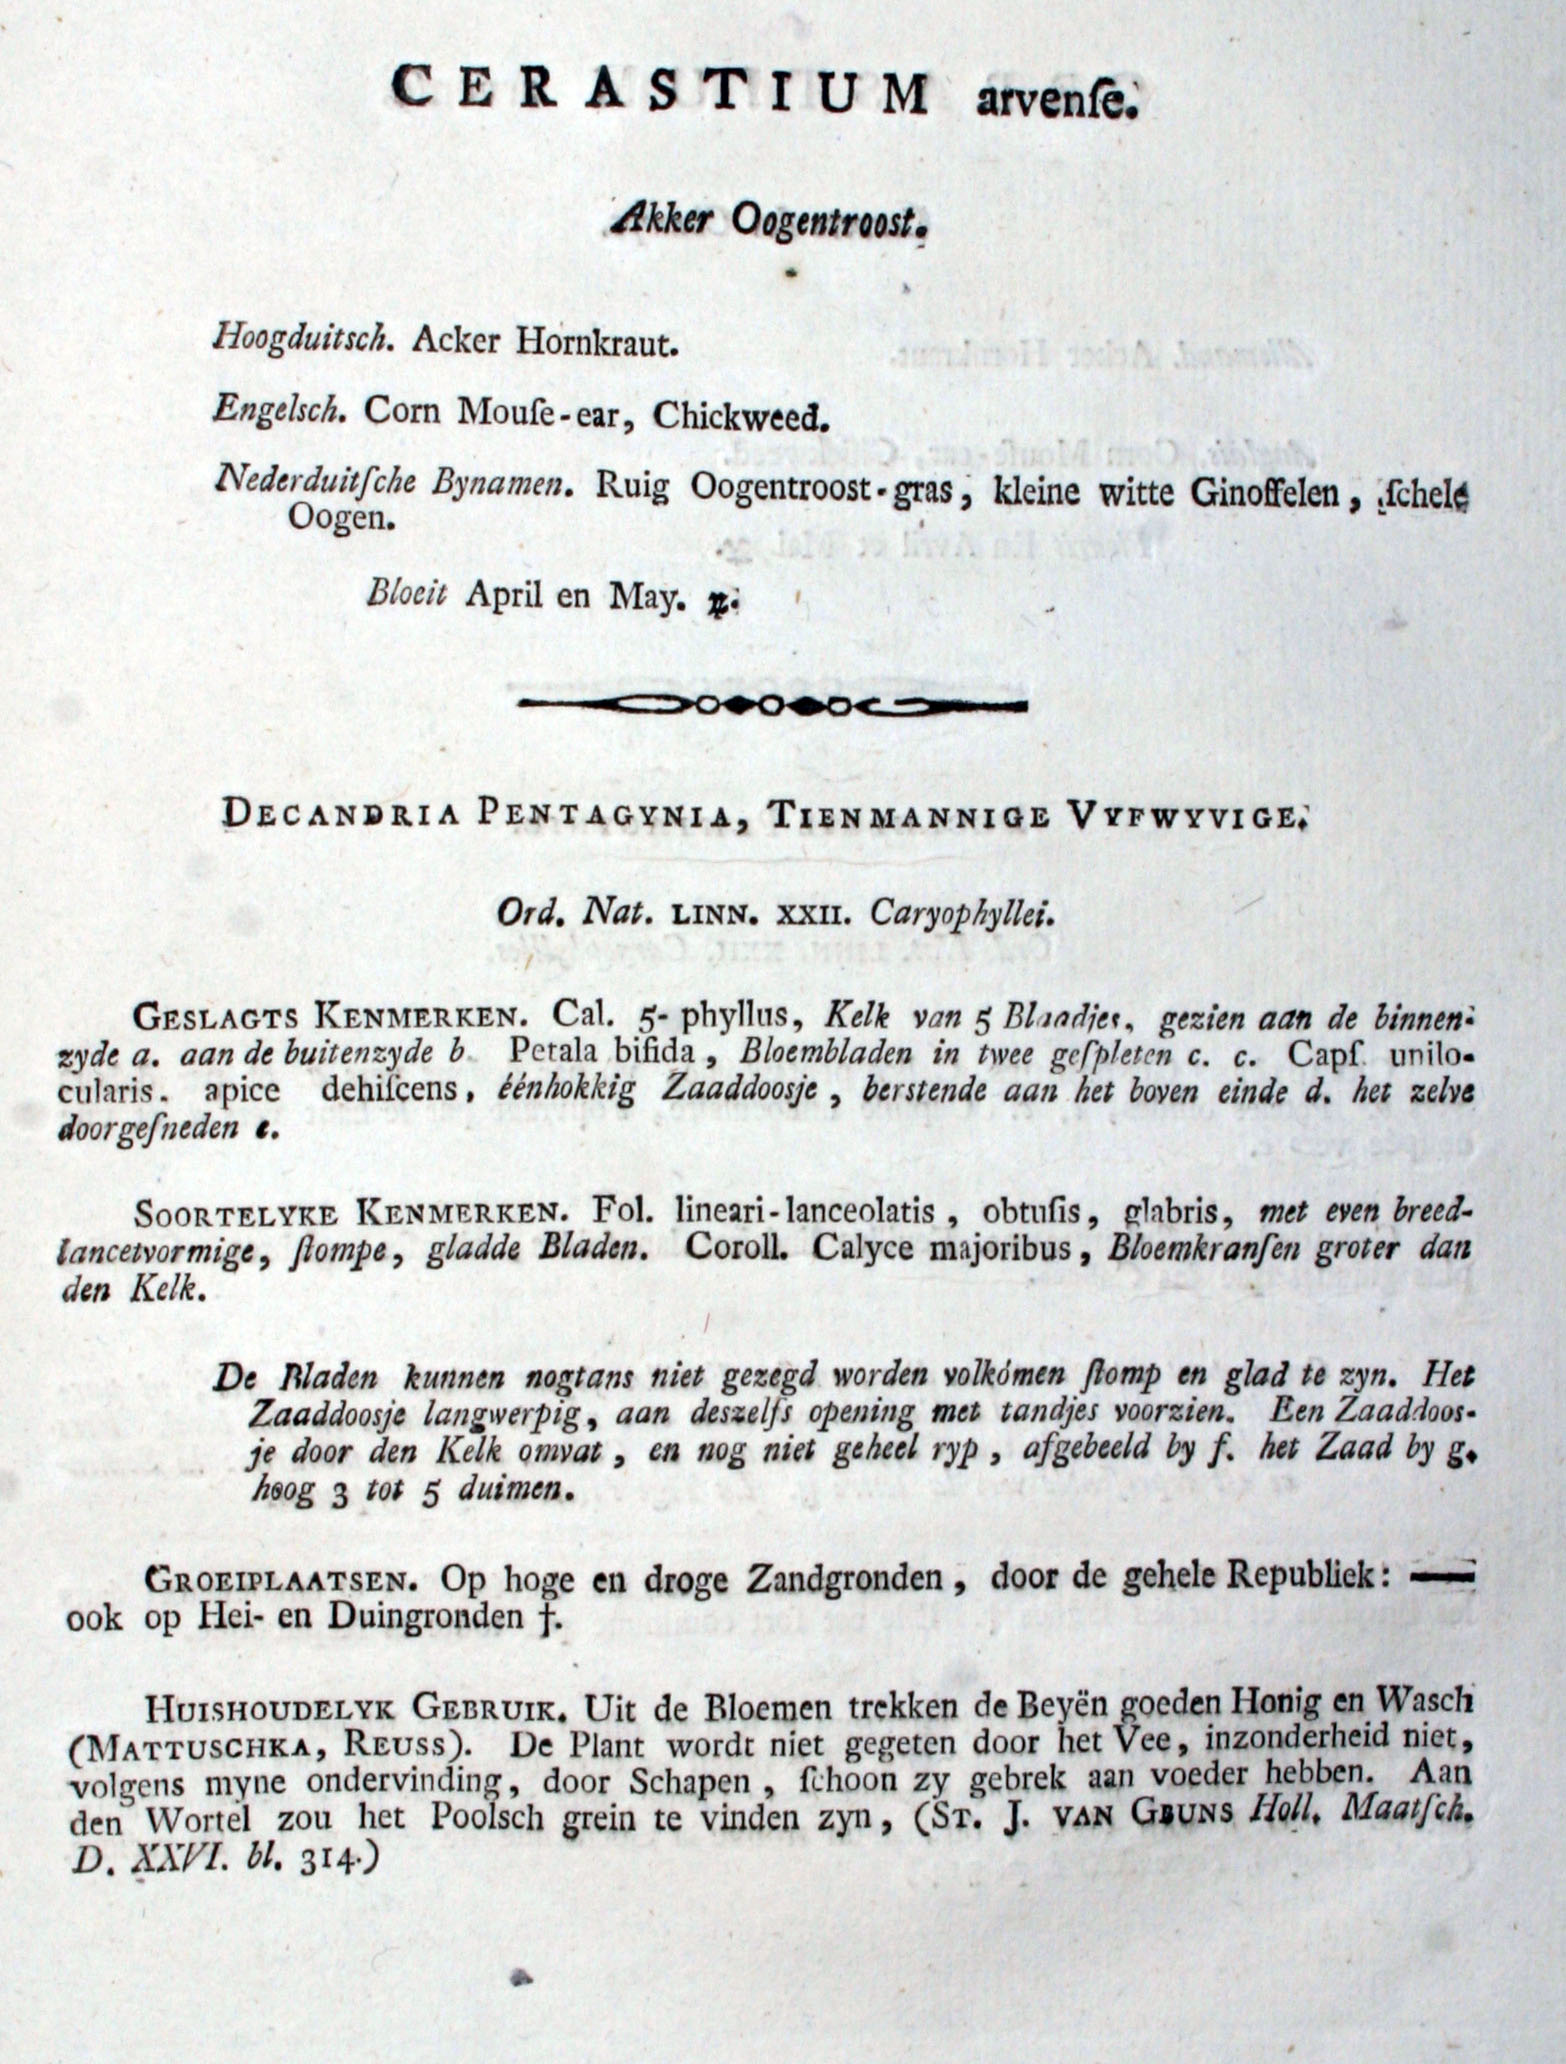 CERASTIUM arvenſe.
Akker Oogentroost.
Hoogduitsch. Acker Hornkraut.
Engelsch. Corn Mouſe-ear, Chickweed.
Nederduitſche Bynamen. Ruig Oogentroost-gras, kleine witte Ginoffelen, ſchele
Oogen.
Bloeit April en May. ♃.
DECANDRIA PENTAGYNIA, TIENMANNIGE VYFWYVIGE.
Ord. Nat. LINN. XXII. Caryophyllei.
GESLAGTS KENMERKEN. Cal. 5-phyllus, Kelk van 5 Blaadjes, gezien aan de binnen-
zyde a. aan de buitenzyde b. Petala bifida, Bloembladen in twee geſpleten c. c. Capſ. unilo-
cularis. apice dehiſcens, éénhokkig Zaaddoosje, berstende aan het boven einde d. het zelve
doorgeſneden e.
SOORTELYKE KENMERKEN. Fol. lineari-lanceolatis, obtuſis, glabris, met even breed-
lancetvormige, ſtompe, gladde Bladen. Coroll. Calyce majoribus, Bloemkranſen groter dan
den Kelk.
De Bladen kunnen nogtans niet gezegd worden volkómen ſtomp en glad te zyn. Het
Zaaddoosje langwerpig, aan deszelfs opening met tandjes voorzien. Een Zaaddoos-
je door den Kelk omvat, en nog niet geheel ryp, afgebeeld by f. het Zaad by g.
hoog 3 tot 5 duimen.
GROEIPLAATSEN. Op hoge en droge Zandgronden, door de gehele Republiek: —
ook op Hei- en Duingronden †.
HUISHOUDELYK GEBRUIK. Uit de Bloemen trekken de Beyën goeden Honig en Wasch
(MATTUSCHKA, REUSS). De Plant wordt niet gegeten door het Vee, inzonderheid niet,
volgens myne ondervinding, door Schapen, ſchoon zy gebrek aan voeder hebben. Aan
den Wortel zou het Poolsch grein te vinden zyn, (ST. J. VAN GEUNS Holl. Maatſch.
D. XXVI. bl. 314.)